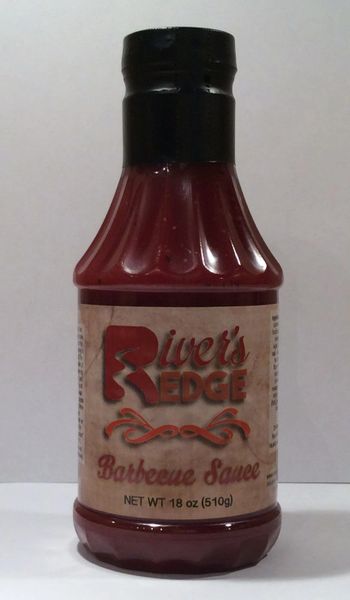 River's
EDGE
Barbecue Sauce
NET WT 18 oz (510g)